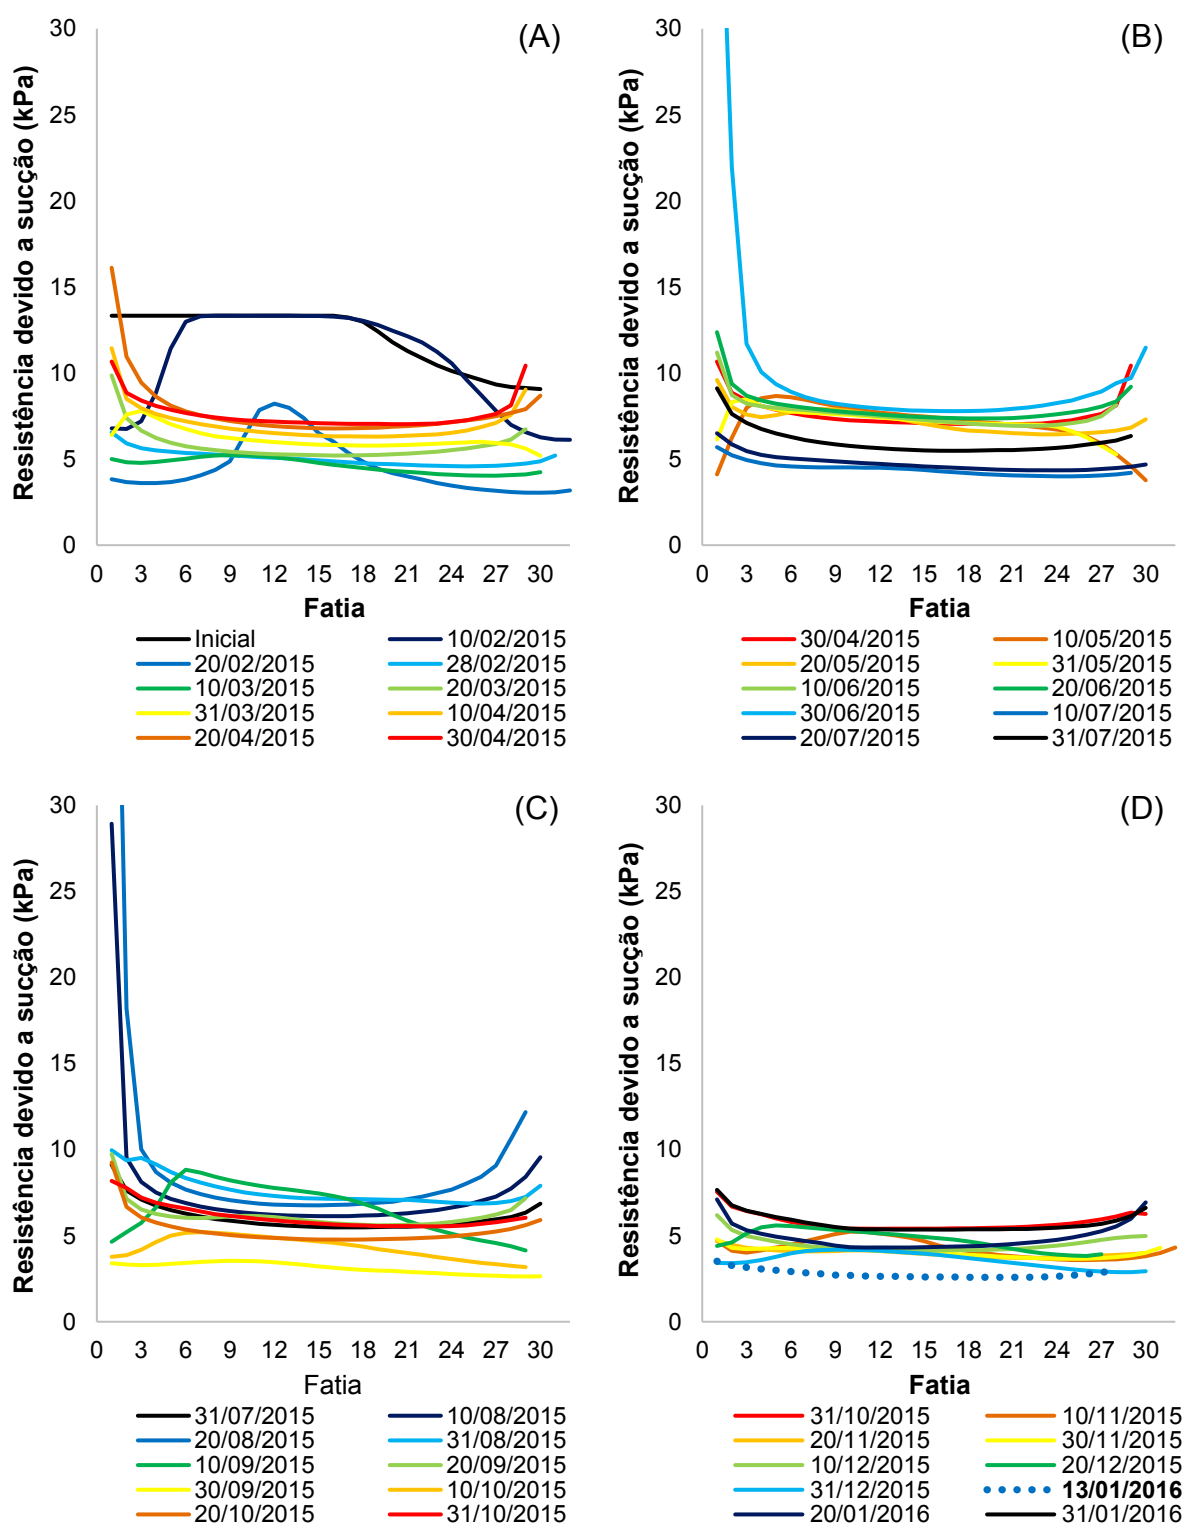 (A)
Resistência devido a sucção (kPa)
30
25
20
15
10
5
0
0 3 6 9 12 15 18 21 24 27 30
Fatia
Inicial 10/02/2015
20/02/2015 28/02/2015
10/03/2015 20/03/2015
31/03/2015 10/04/2015
20/04/2015 30/04/2015
(B)
Resistência devido a sucção (kPa)
30
25
20
15
10
5
0
0 3 6 9 12 15 18 21 24 27 30
Fatia
30/04/2015 10/05/2015
20/05/2015 31/05/2015
10/06/2015 20/06/2015
30/06/2015 10/07/2015
20/07/2015 31/07/2015
(C)
Resistência devido a sucção (kPa)
30
25
20
15
10
5
0
0 3 6 9 12 15 18 21 24 27 30
Fatia
31/07/2015 10/08/2015
20/08/2015 31/08/2015
10/09/2015 20/09/2015
30/09/2015 10/10/2015
20/10/2015 31/10/2015
(D)
Resistência devido a sucção (kPa)
30
25
20
15
10
5
0
0 3 6 9 12 15 18 21 24 27 30
Fatia
31/10/2015 10/11/2015
20/11/2015 30/11/2015
10/12/2015 20/12/2015
31/12/2015 13/01/2016
20/01/2016 31/01/2016